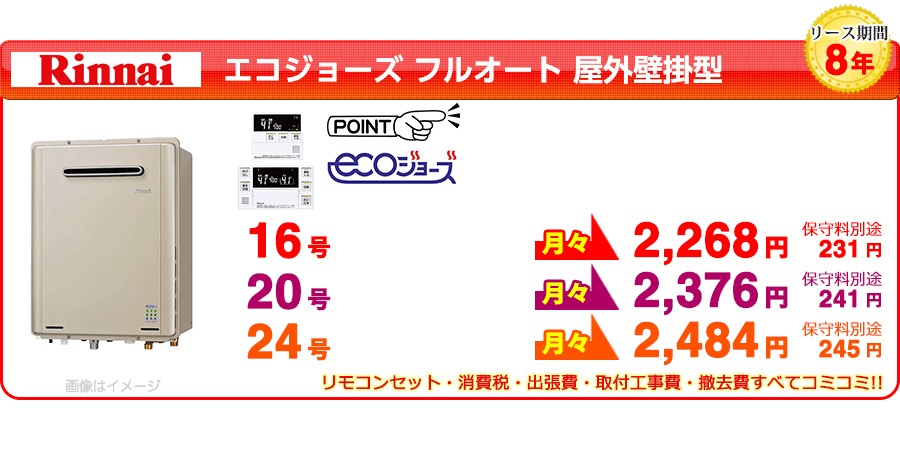 リース期間
8年
Rinnai
エコジョーズ フルオート 屋外壁掛型
POINT
ecoジョーズ
16号 月々 2,268円 保守料別途 231円
20号 月々 2,376円 保守料別途 241円
24号 月々 2,484円 保守料別途 245円
画像はイメージ
リモコンセット・消費税・出張費・取付工事費・撤去費すべてコミコミ!!